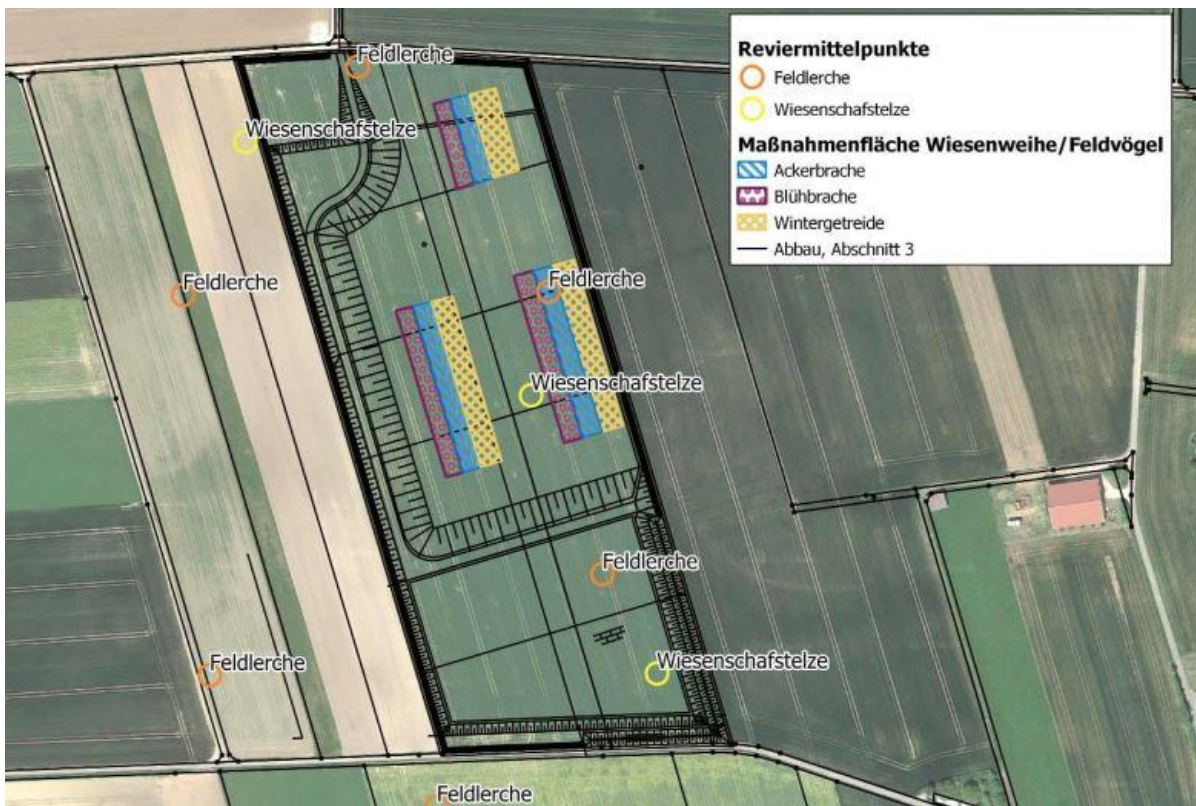 Reviermittelpunkte
Feldlerche
Wiesenschafstelze
Maßnahmenfläche Wiesenweihe/Feldvögel
Ackerbrache
Blühbrache
Wintergetreide
Abbau, Abschnitt 3
Feldlerche
Wiesenschafstelze
Feldlerche
Feldlerche
Wiesenschafstelze
Feldlerche
Feldlerche
Wiesenschafstelze
Feldlerche